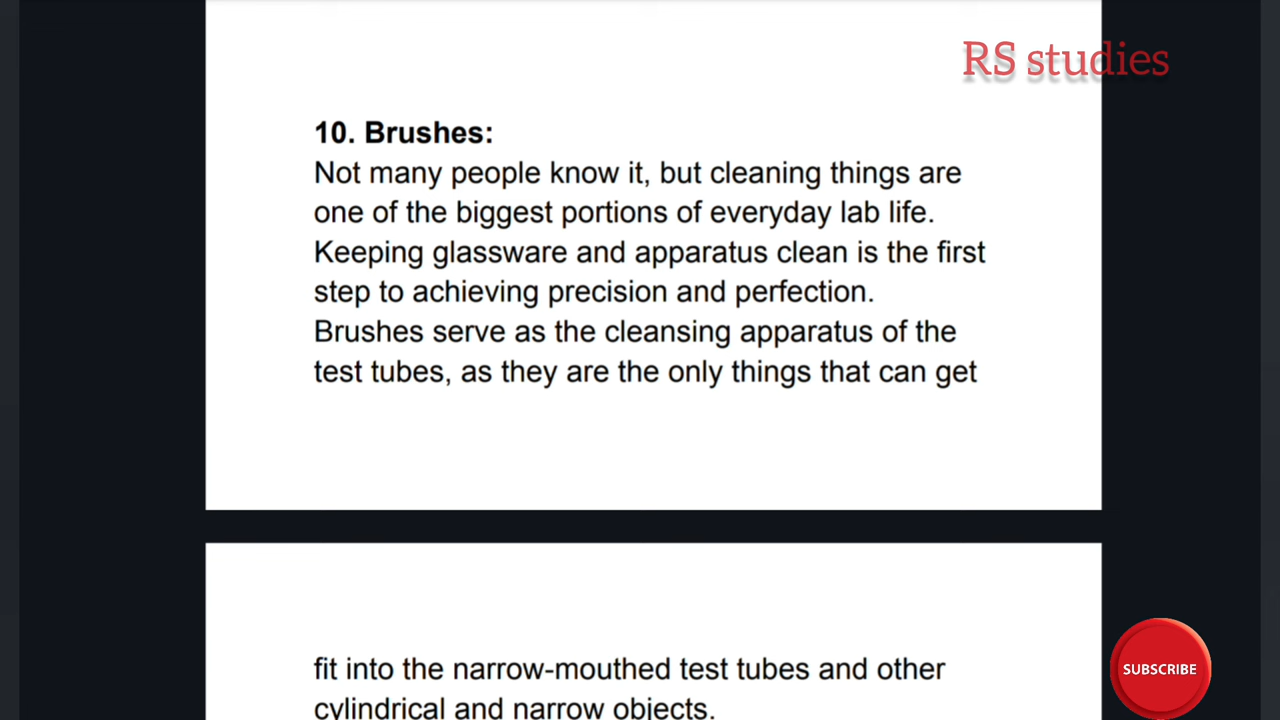 RS studies
10. Brushes:
Not many people know it, but cleaning things are
one of the biggest portions of everyday lab life.
Keeping glassware and apparatus clean is the first
step to achieving precision and perfection.
Brushes serve as the cleansing apparatus of the
test tubes, as they are the only things that can get
fit into the narrow-mouthed test tubes and other
cylindrical and narrow objects.
SUBSCRIBE